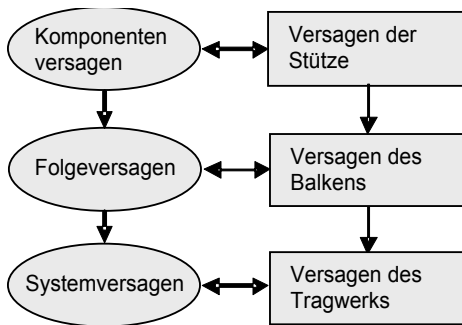 Komponenten
versagen
Versagen der
Stütze
Folgeversagen
Versagen des
Balkens
Systemversagen
Versagen des
Tragwerks